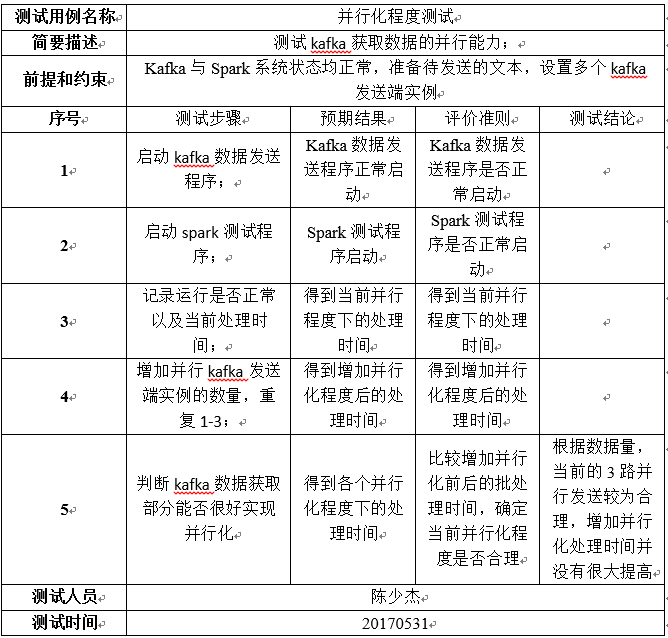 测试用例名称 并行化程度测试
简要描述 测试 kafka 获取数据的并行能力；
前提和约束 Kafka 与 Spark 系统状态均正常，准备待发送的文本，设置多个 kafka
发送端实例
序号 测试步骤 预期结果 评价准则 测试结论
1
启动 kafka 数据发送
程序；
Kafka 数据发
送程序正常启
动
Kafka 数据发
送程序是否正
常启动
2
启动 spark 测试程
序；
Spark 测试程
序启动
Spark 测试程
序是否正常启
动
3
记录运行是否正常
以及当前处理时
间；
得到当前并行
程度下的处理
时间
得到当前并行
程度下的处理
时间
4
增加并行 kafka 发送
端实例的数量，重
复 1-3；
得到增加并行
化程度后的处
理时间
得到增加并行
化程度后的处
理时间
5
判断 kafka 数据获取
部分能否很好实现
并行化
得到各个并行
化程度下的处
理时间
比较增加并行
化前后的批处
理时间，确定
当前并行化程
度是否合理
根据数据量，
当前的 3 路并
行发送较为合
理，增加并行
化处理时间并
没有很大提高
测试人员 陈少杰
测试时间 20170531